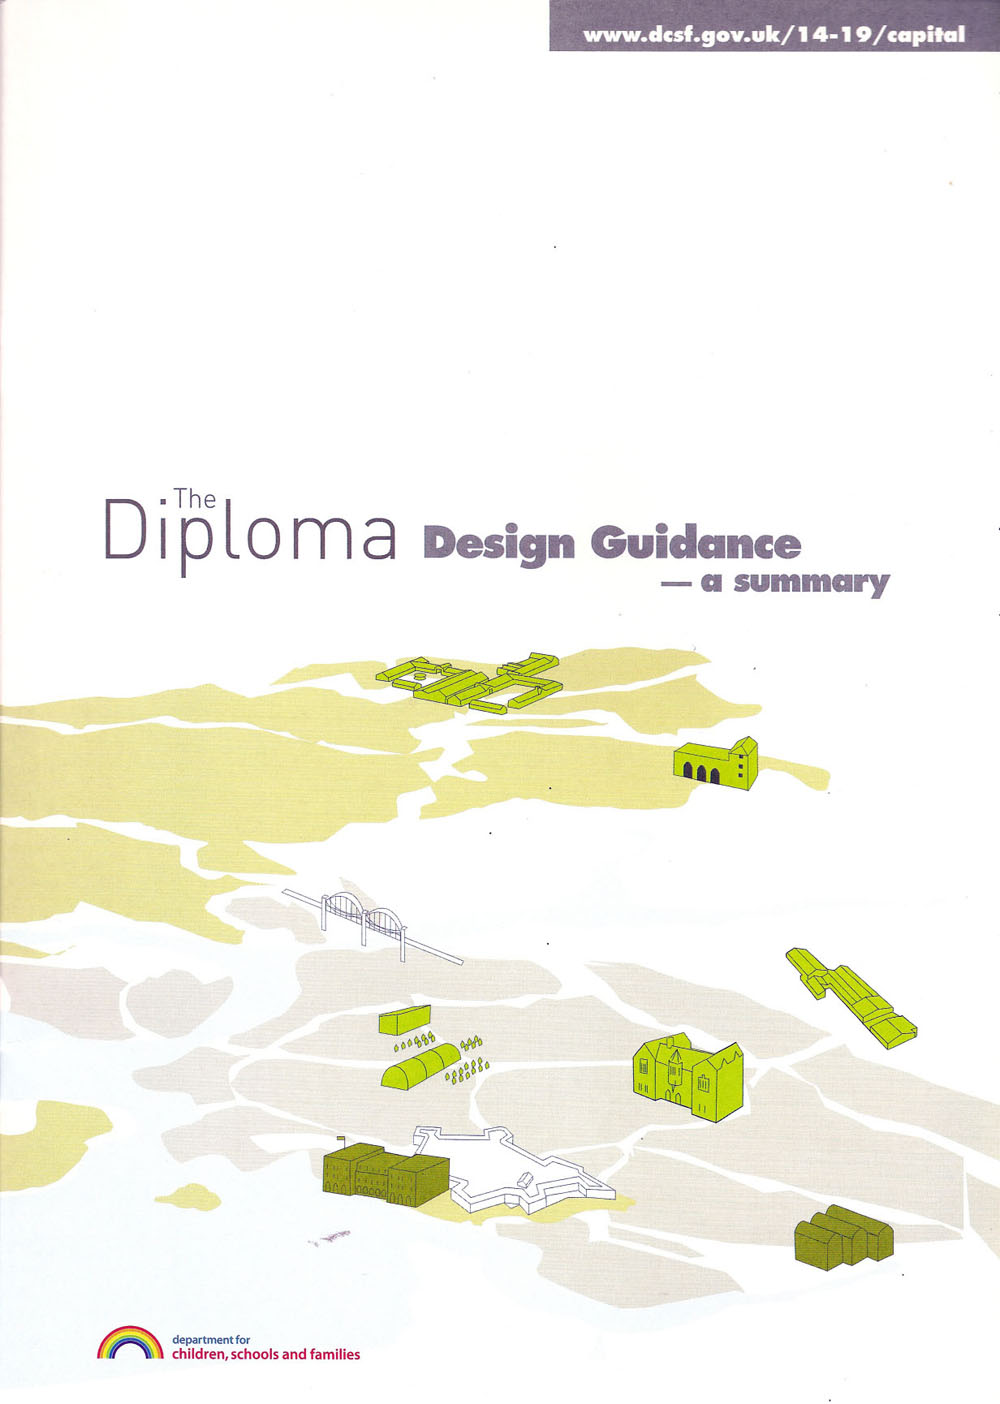 www.dcsf.gov.uk/14-19/capital
The
Diploma Design Guidance
— a summary
department for
children, schools and families